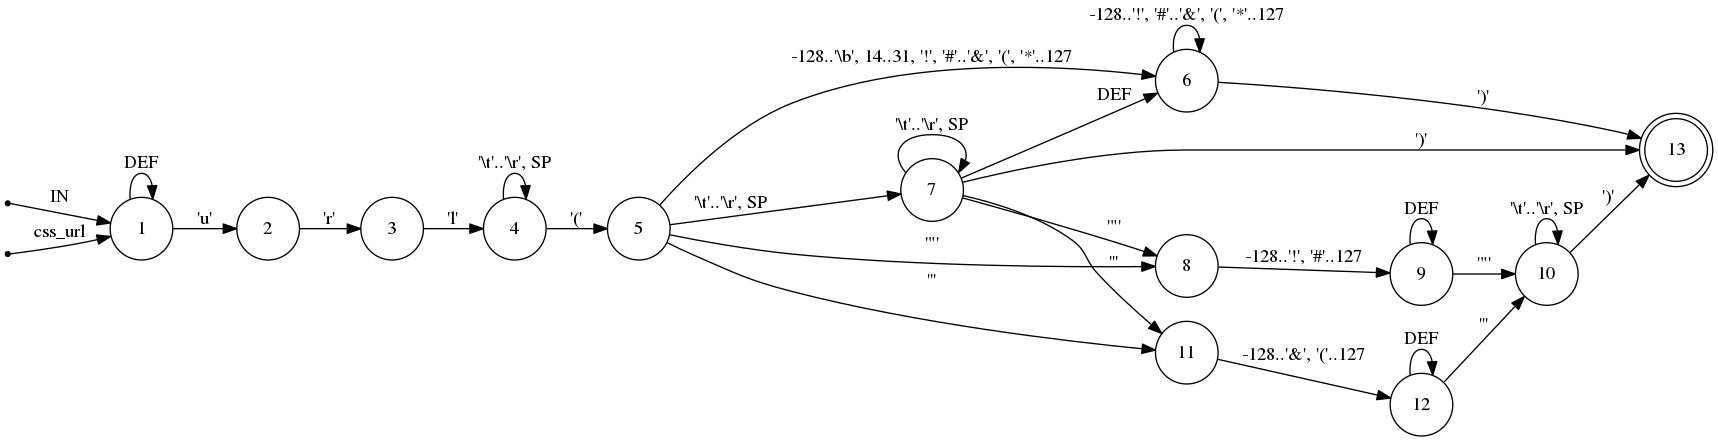 -128..'!', '#'..'&', '(', '*'..127
-128..'\b', 14..31, '!', '#'..'&', '(', '*'..127
6
DEF
')'
'\t'..'\r', SP
')'
13
DEF
'\t'..'\r', SP
IN
7
'\t'..'\r', SP
')'
css_url
1
'u'
2
'r'
3
'l'
4
'('
5
'"'
'"'
'''
'''
8
-128..'!', '#'..127
DEF
9
'"'
'\t'..'\r', SP
10
11
-128..'&', '('..127
DEF
12
'''